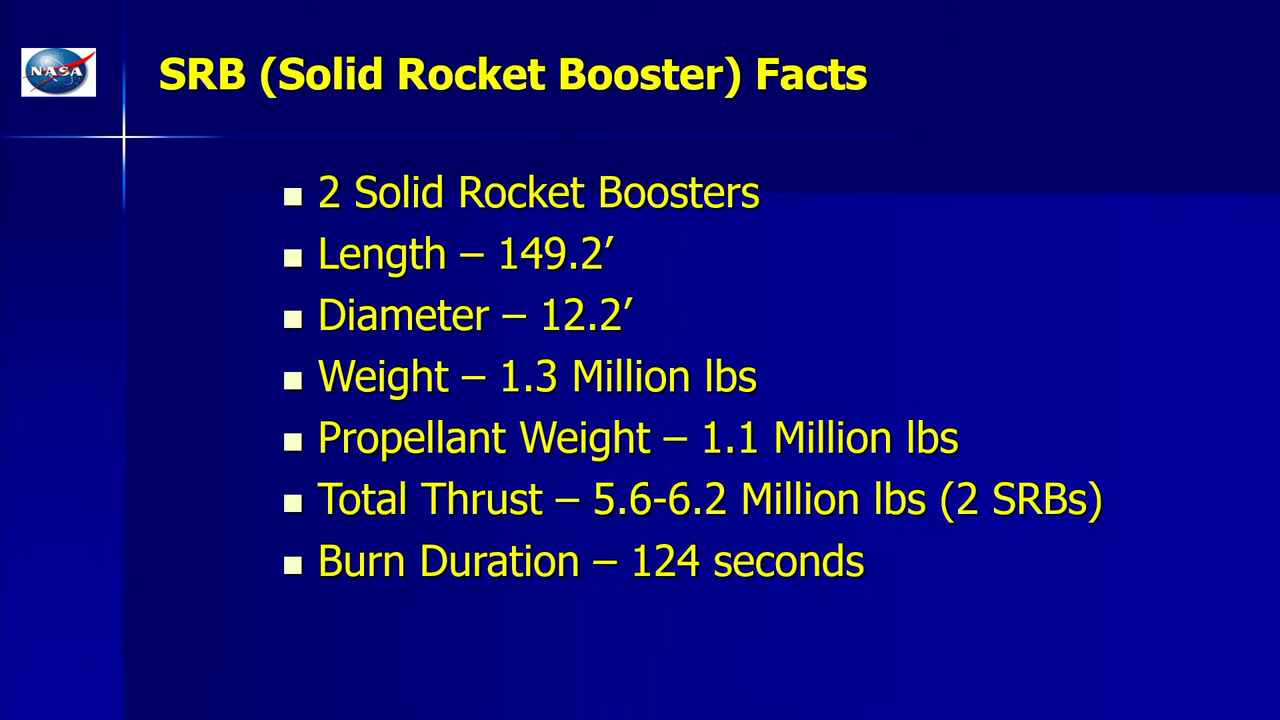 NASA
SRB (Solid Rocket Booster) Facts
2 Solid Rocket Boosters
Length – 149.2’
Diameter – 12.2’
Weight – 1.3 Million lbs
Propellant Weight – 1.1 Million lbs
Total Thrust – 5.6-6.2 Million lbs (2 SRBs)
Burn Duration – 124 seconds